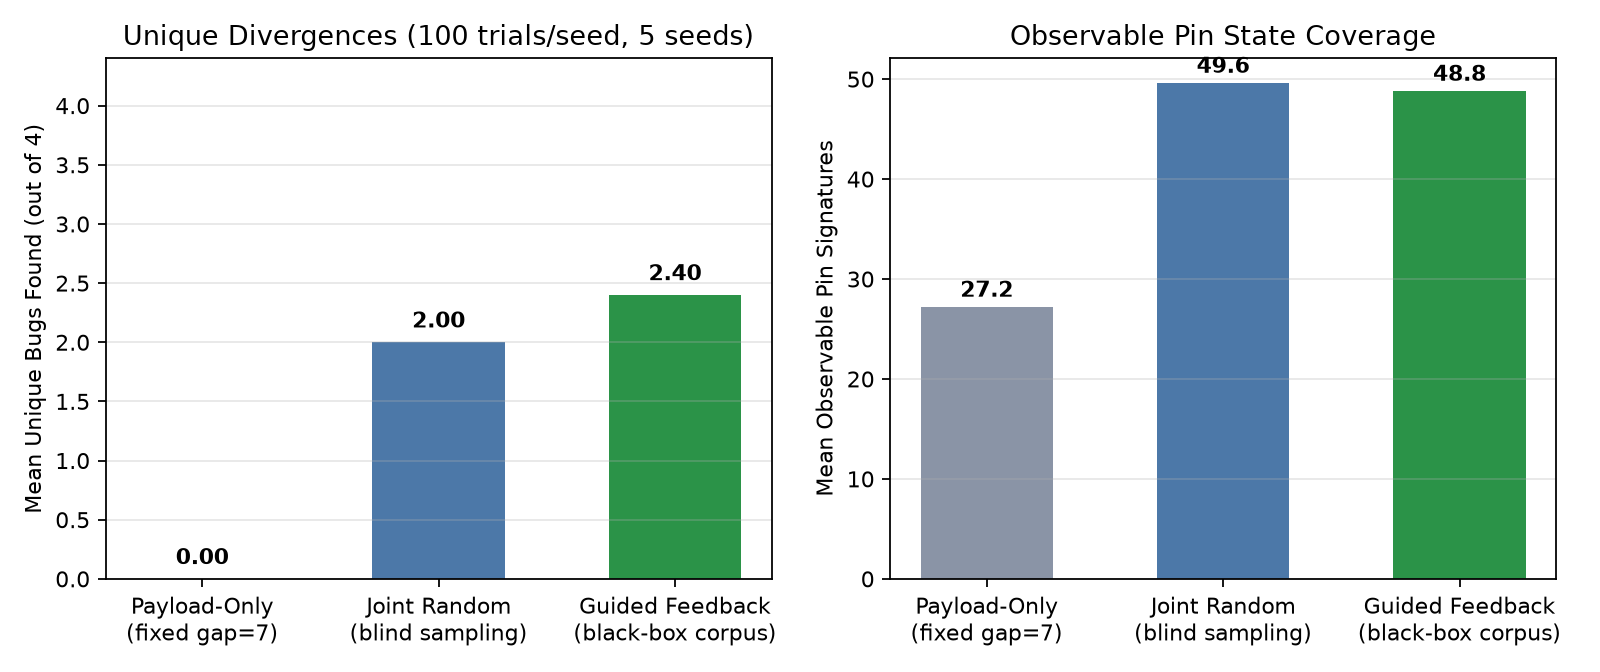 Unique Divergences (100 trials/seed, 5 seeds)
Mean Unique Bugs Found (out of 4)
4.0
3.5
3.0
2.5
2.0
1.5
1.0
0.5
0.0
0.00
2.00
2.40
Payload-Only
(fixed gap=7)
Joint Random
(blind sampling)
Guided Feedback
(black-box corpus)
Observable Pin State Coverage
Mean Observable Pin Signatures
50
40
30
20
10
0
27.2
49.6
48.8
Payload-Only
(fixed gap=7)
Joint Random
(blind sampling)
Guided Feedback
(black-box corpus)